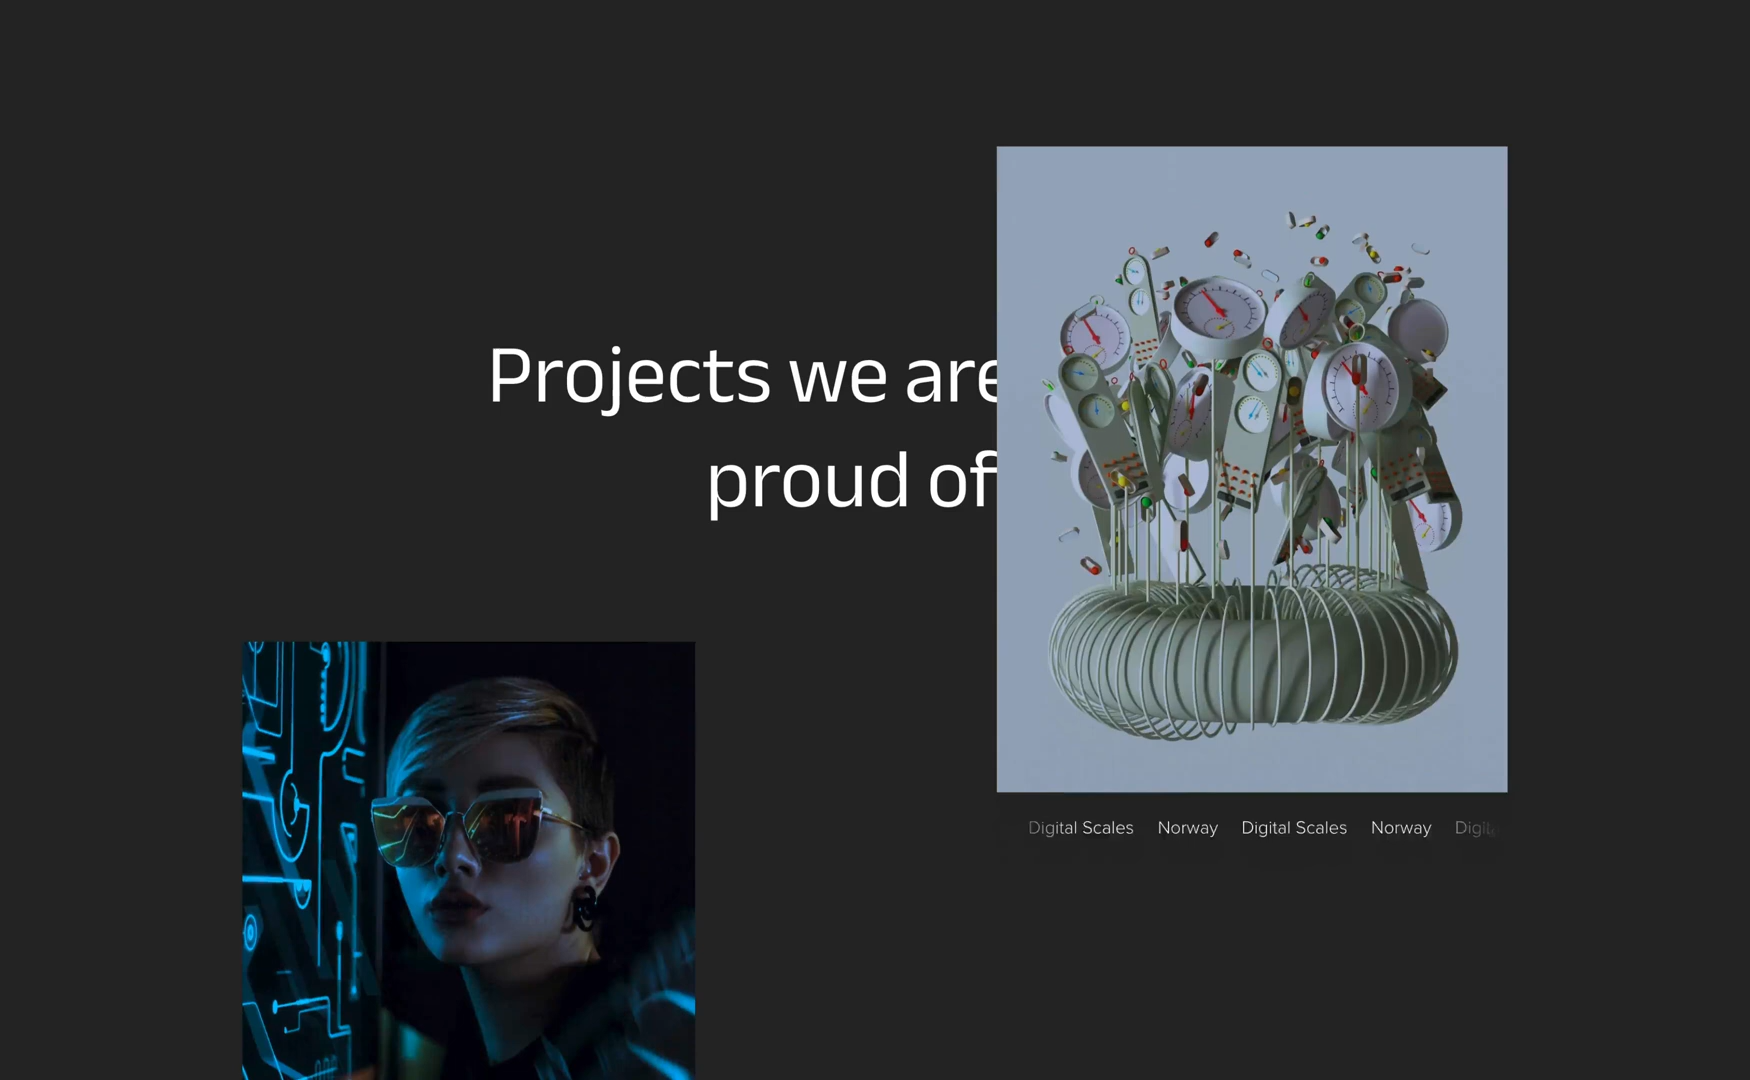 Projects we are
proud of
Digital Scales Norway Digital Scales Norway